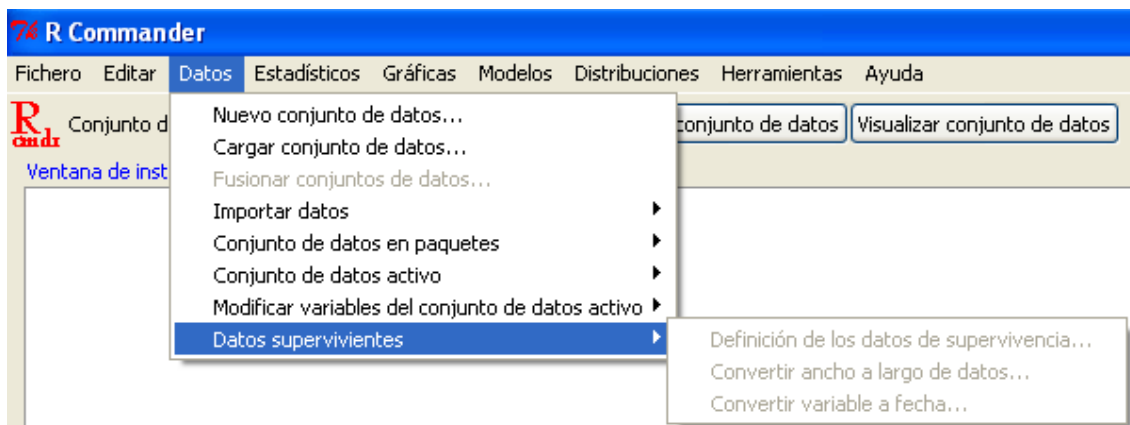 R Commander
Fichero Editar Datos Estadísticos Gráficas Modelos Distribuciones Herramientas Ayuda
R cmdr Conjunto d conjunto de datos Visualizar conjunto de datos
Ventana de inst
Nuevo conjunto de datos...
Cargar conjunto de datos...
Fusionar conjuntos de datos...
Importar datos
Conjunto de datos en paquetes
Conjunto de datos activo
Modificar variables del conjunto de datos activo
Datos supervivientes
Definición de los datos de supervivencia...
Convertir ancho a largo de datos...
Convertir variable a fecha...